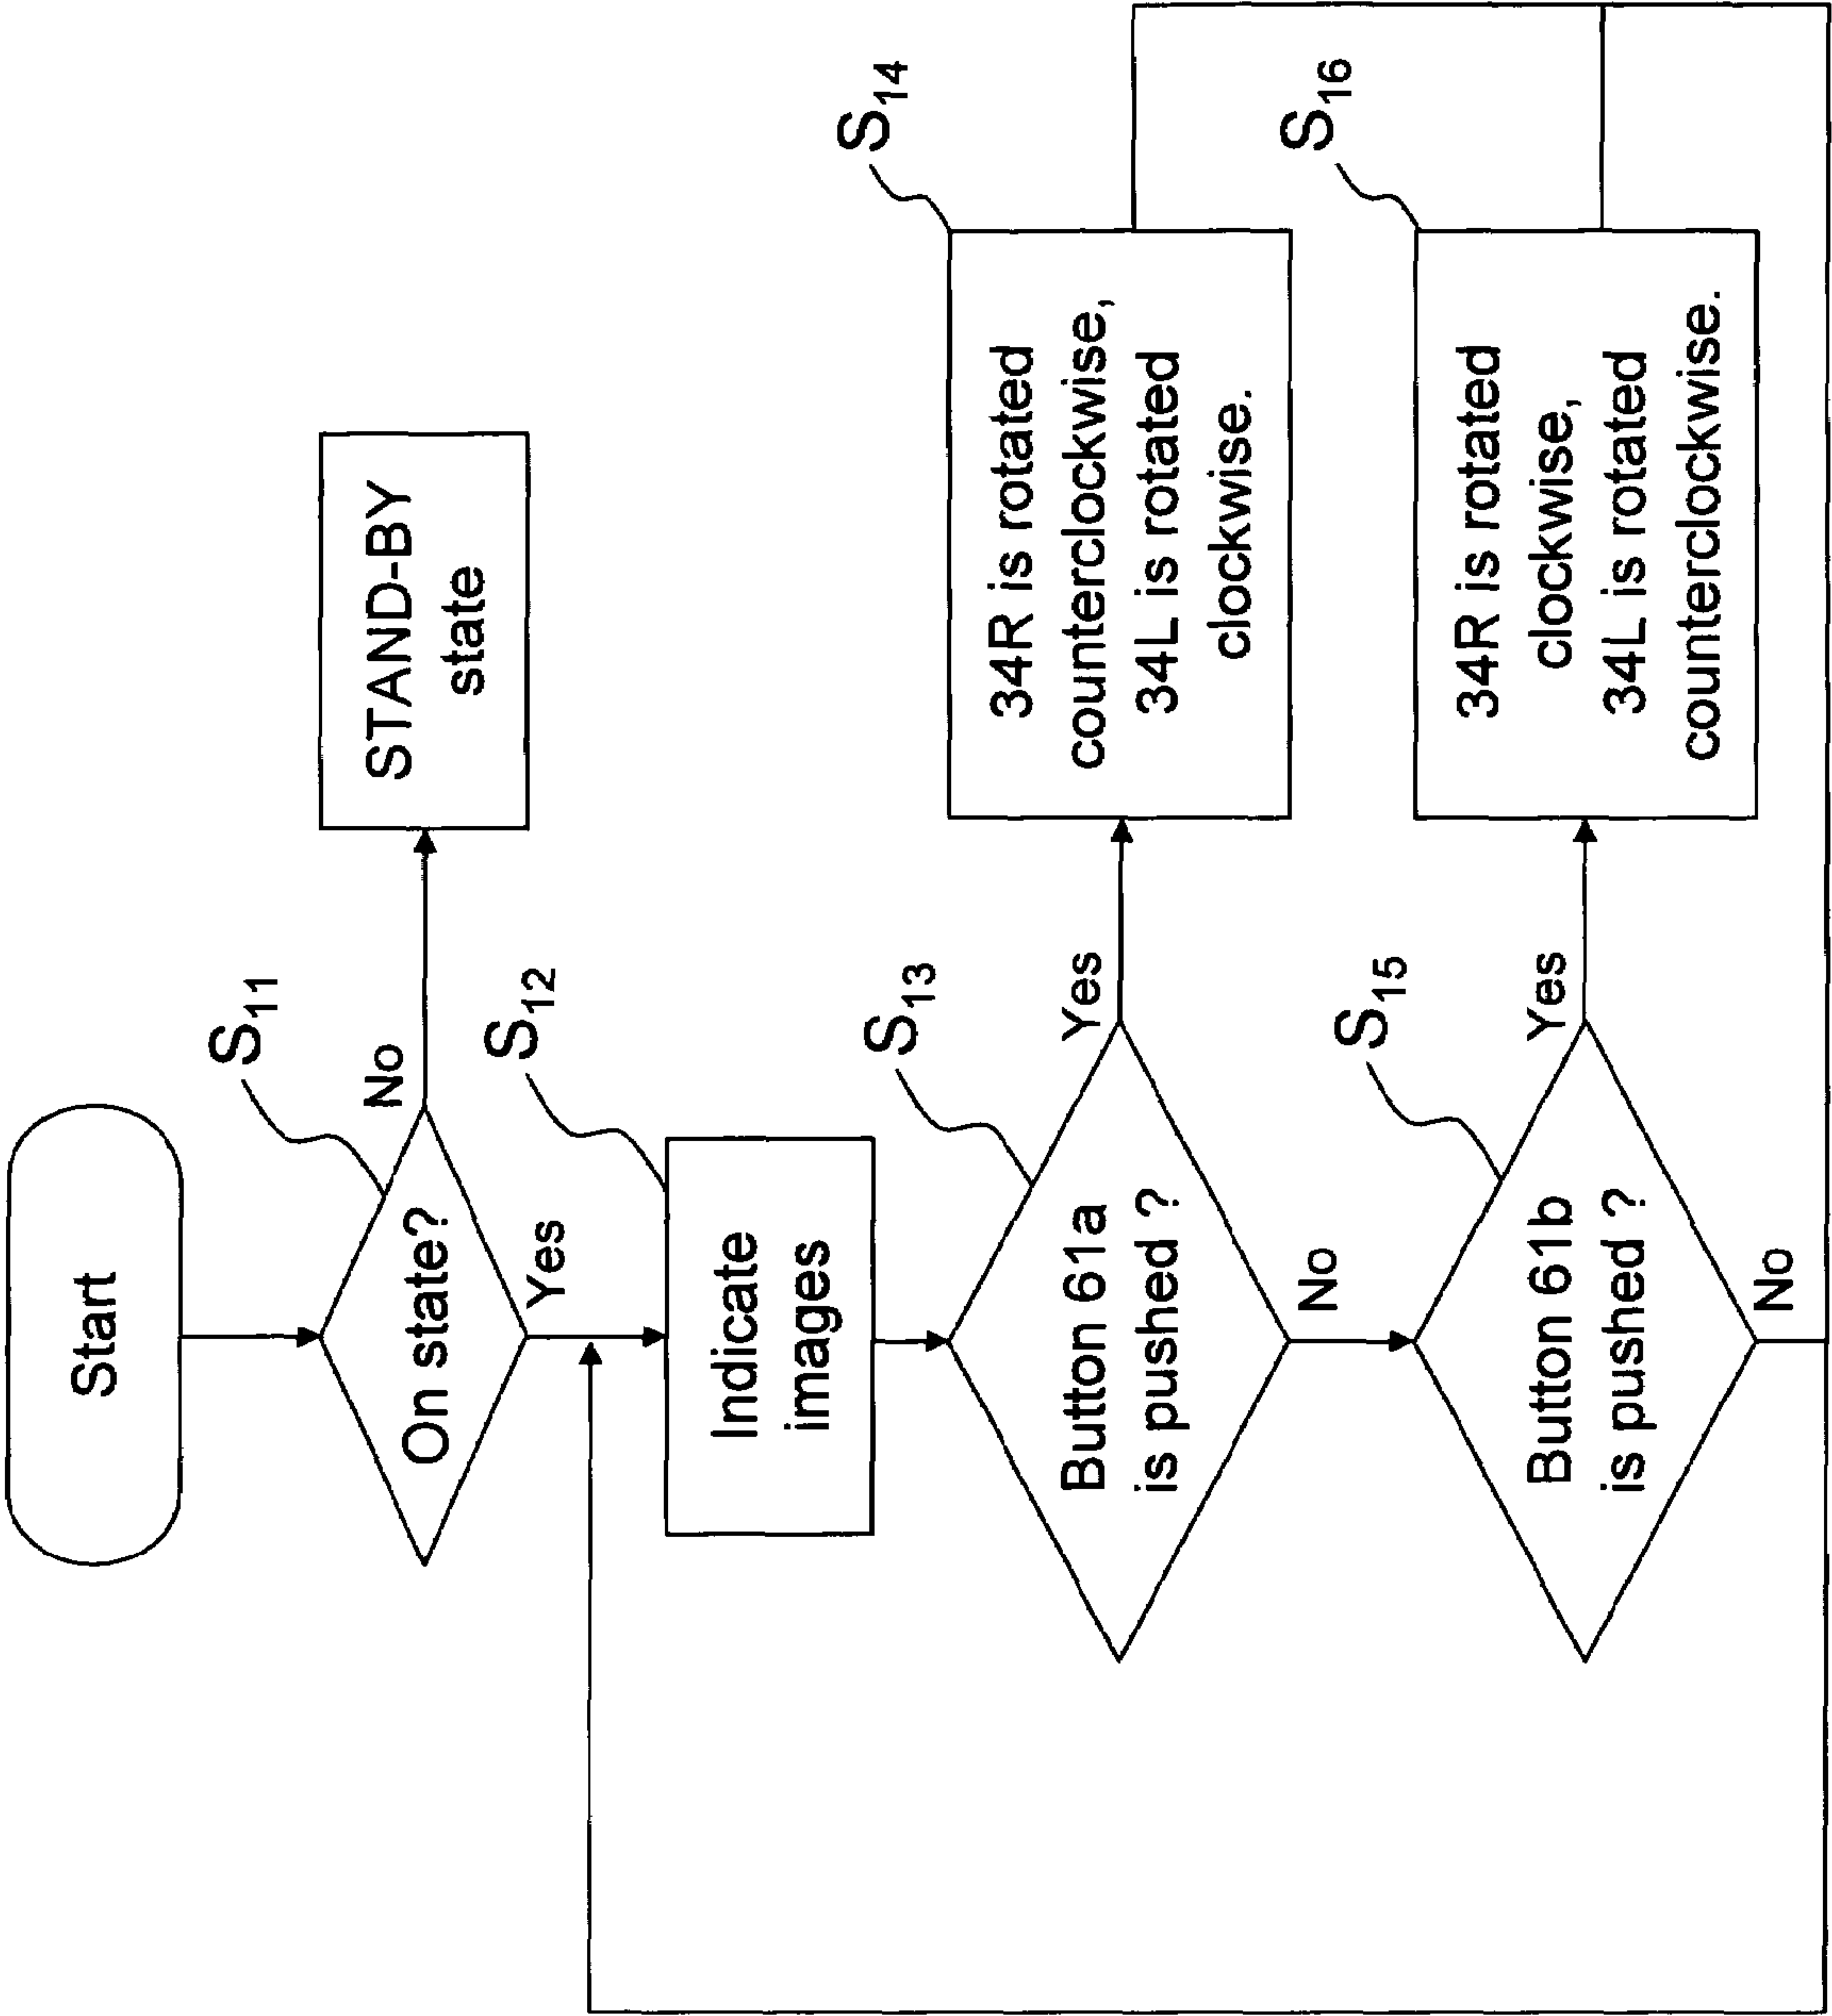 Start
S11
On state?
No
STAND-BY
state
Yes
S12
Indicate
images
S13
Button 61a
is pushed ?
Yes
S14
34R is rotated
counterclockwise,
34L is rotated
clockwise.
No
S15
Button 61b
is pushed ?
Yes
S16
34R is rotated
clockwise,
34L is rotated
counterclockwise.
No